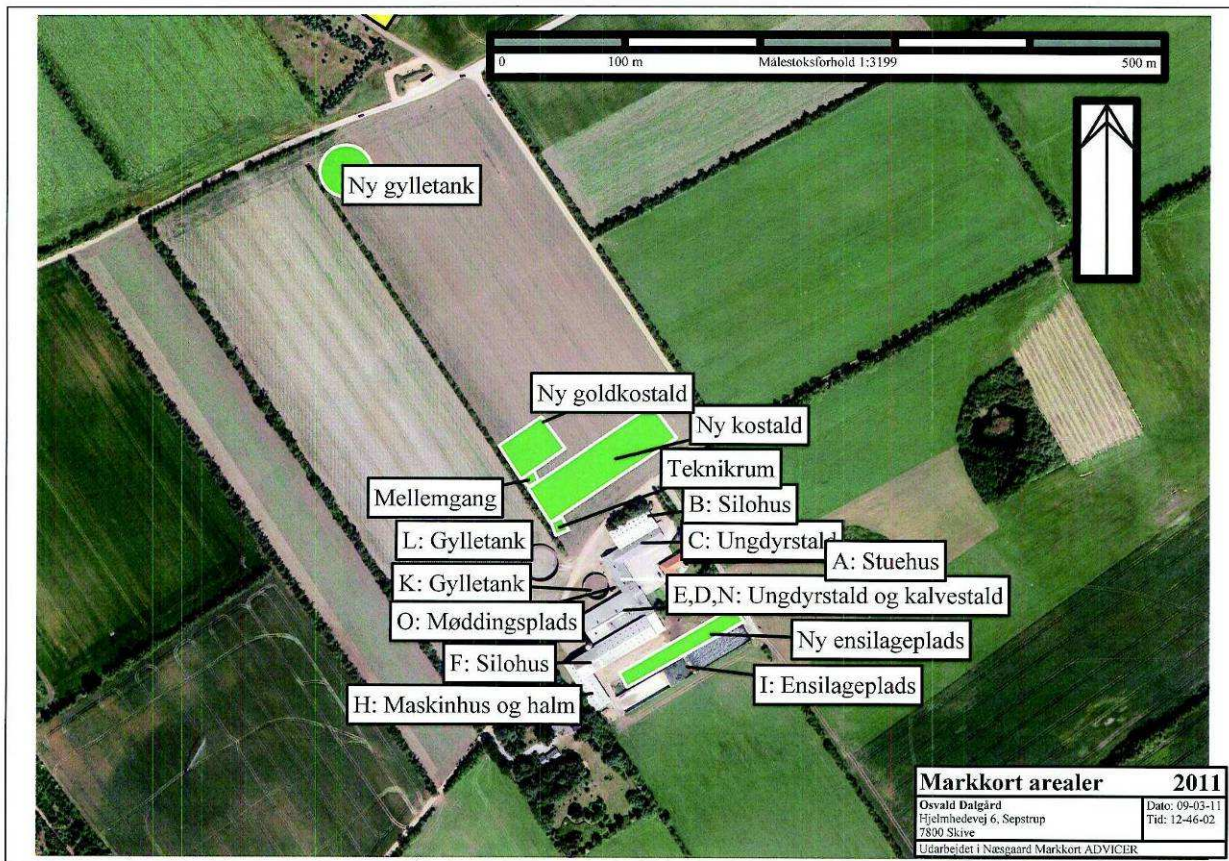 0 100 m Målestoksforhold 1:3199 500 m
Ny gylletank
Ny goldkostald
Ny kostald
Teknikrum
Mellemgang
B: Silohus
L: Gylletank
C: Ungdyrstald
A: Stuehus
K: Gylletank
E,D,N: Ungdyrstald og kalvestald
O: Møddingsplads
Ny ensilageplads
F: Silohus
I: Ensilageplads
H: Maskinhus og halm
Markkort arealer 2011
Osvald Dalgård
Hjelmhedevej 6, Sepstrup
7800 Skive
Dato: 09-03-11
Tid: 12-46-02
Udarbejdet i Næsgaard Markkort ADVICER